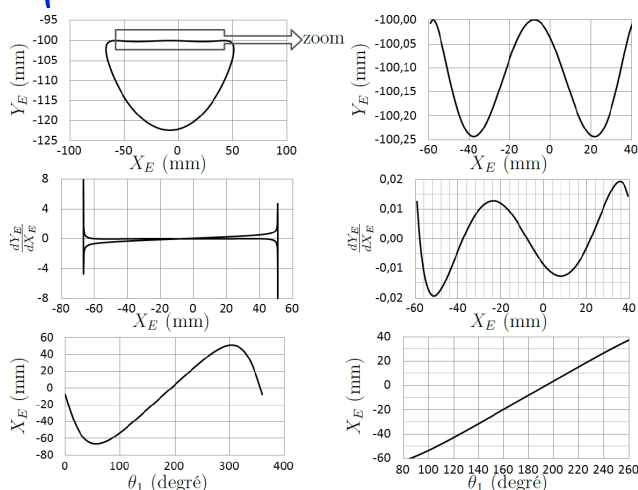 -95
-100
-105
-110
-115
-120
-125
-100 -50 0 50 100
Y_E (mm)
X_E (mm)
zoom
-100,00
-100,05
-100,10
-100,15
-100,20
-100,25
-60 -40 -20 0 20 40
Y_E (mm)
X_E (mm)
8
4
0
-4
-8
-80 -60 -40 -20 0 20 40 60
dY_E
dX_E
X_E (mm)
0,02
0,01
0,00
-0,01
-0,02
-60 -40 -20 0 20 40
dY_E
dX_E
X_E (mm)
60
40
20
0
-20
-40
-60
-80
0 100 200 300 400
X_E (mm)
θ_1 (degré)
40
20
0
-20
-40
-60
80 100 120 140 160 180 200 220 240 260
X_E (mm)
θ_1 (degré)